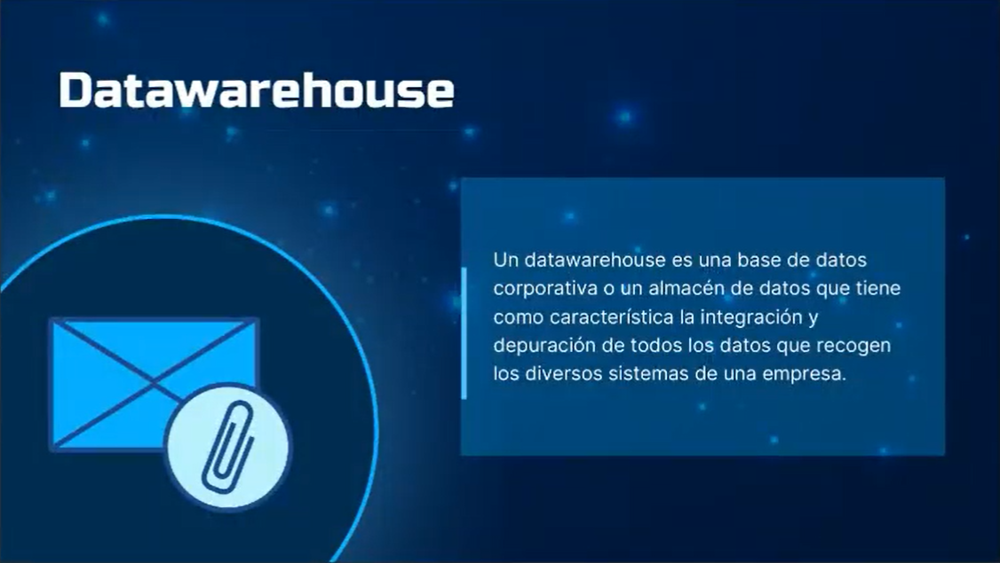 Datawarehouse
Un datawarehouse es una base de datos
corporativa o un almacén de datos que tiene
como característica la integración y
depuración de todos los datos que recogen
los diversos sistemas de una empresa.